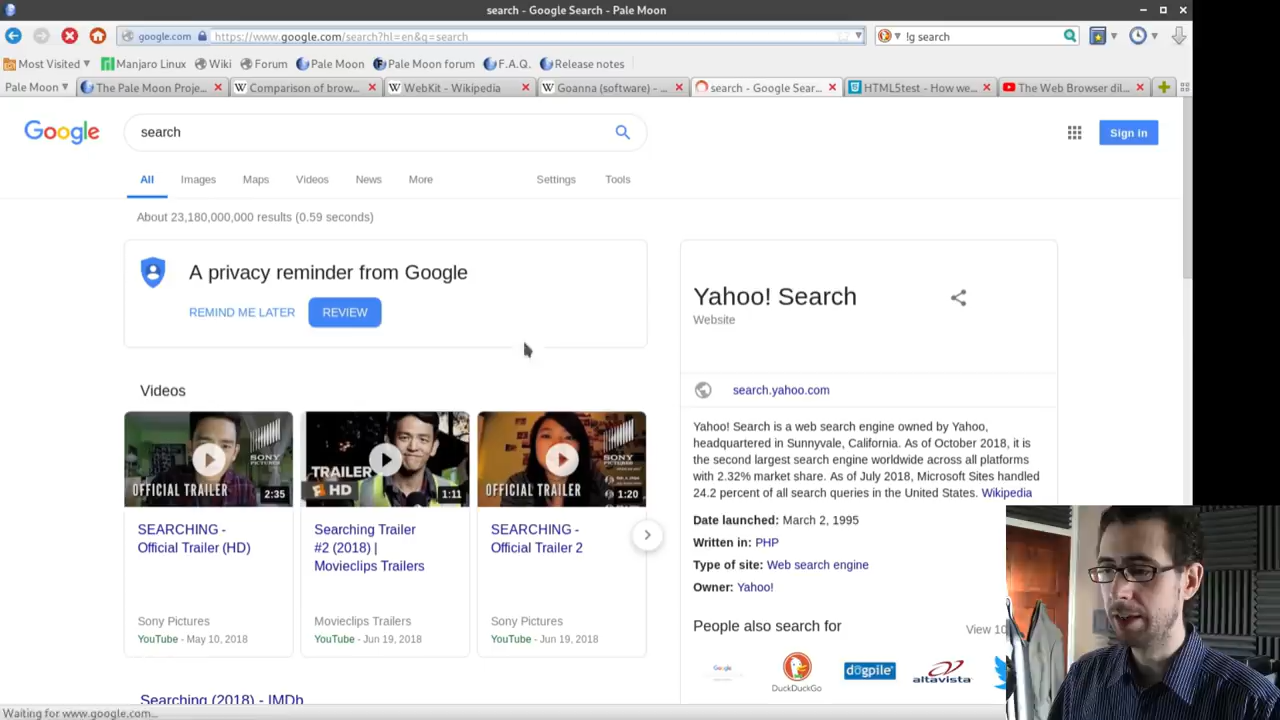 search - Google Search - Pale Moon
google.com https://www.google.com/search?hl=en&q=search !g search
Most Visited Manjaro Linux Wiki Forum Pale Moon Pale Moon forum F.A.Q. Release notes
Pale Moon The Pale Moon Proje... Comparison of brow... WebKit - Wikipedia Goanna (software) - ... search - Google Sear... HTML5test - How we... The Web Browser dil...
Google search Sign in
All Images Maps Videos News More Settings Tools
About 23,180,000,000 results (0.59 seconds)
A privacy reminder from Google
REMIND ME LATER REVIEW
Videos
OFFICIAL TRAILER
SONY PICTURES
2:35
SEARCHING -
Official Trailer (HD)
Sony Pictures
YouTube - May 10, 2018
TRAILER
HD
1:11
Searching Trailer
#2 (2018) |
Movieclips Trailers
Movieclips Trailers
YouTube - Jun 19, 2018
OFFICIAL TRAILER
SONY PICTURES
1:20
SEARCHING -
Official Trailer 2
Sony Pictures
YouTube - Jun 19, 2018
Searching (2018) - IMDb
Yahoo! Search
Website
search.yahoo.com
Yahoo! Search is a web search engine owned by Yahoo,
headquartered in Sunnyvale, California. As of October 2018, it is
the second largest search engine worldwide across all platforms
with 2.32% market share. As of July 2018, Microsoft Sites handled
24.2 percent of all search queries in the United States. Wikipedia
Date launched: March 2, 1995
Written in: PHP
Type of site: Web search engine
Owner: Yahoo!
People also search for View 10
Google DuckDuckGo dogpile altavista
Waiting for www.google.com...